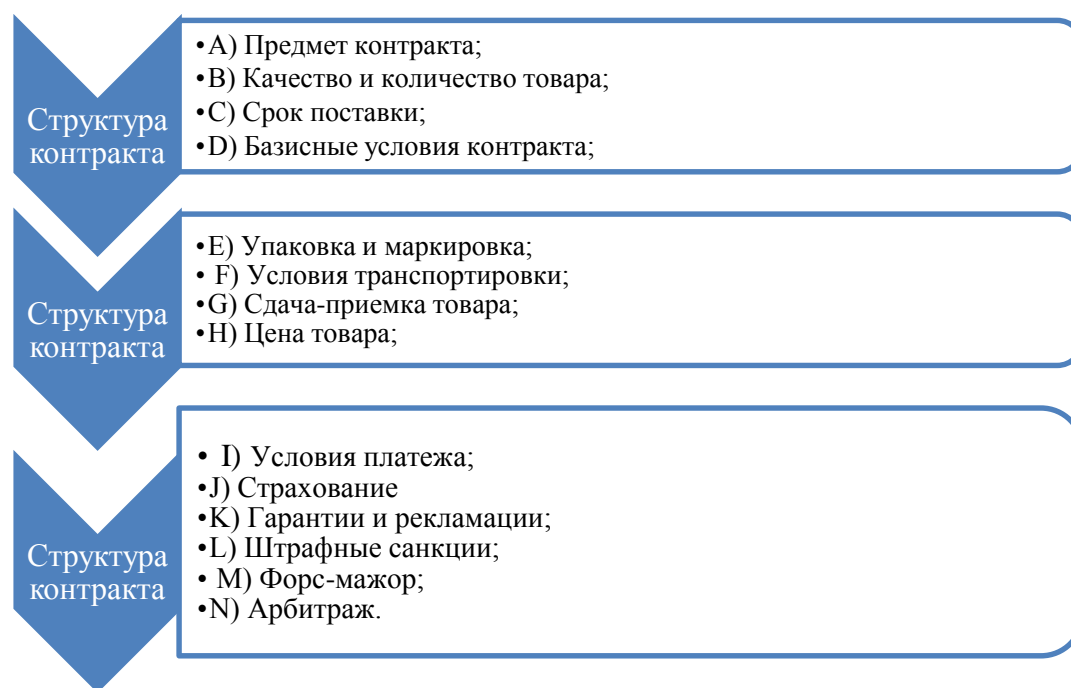 Структура
контракта
•A) Предмет контракта;
•B) Качество и количество товара;
•C) Срок поставки;
•D) Базисные условия контракта;
Структура
контракта
•E) Упаковка и маркировка;
• F) Условия транспортировки;
•G) Сдача-приемка товара;
•H) Цена товара;
Структура
контракта
• I) Условия платежа;
•J) Страхование
•K) Гарантии и рекламации;
•L) Штрафные санкции;
• M) Форс-мажор;
•N) Арбитраж.